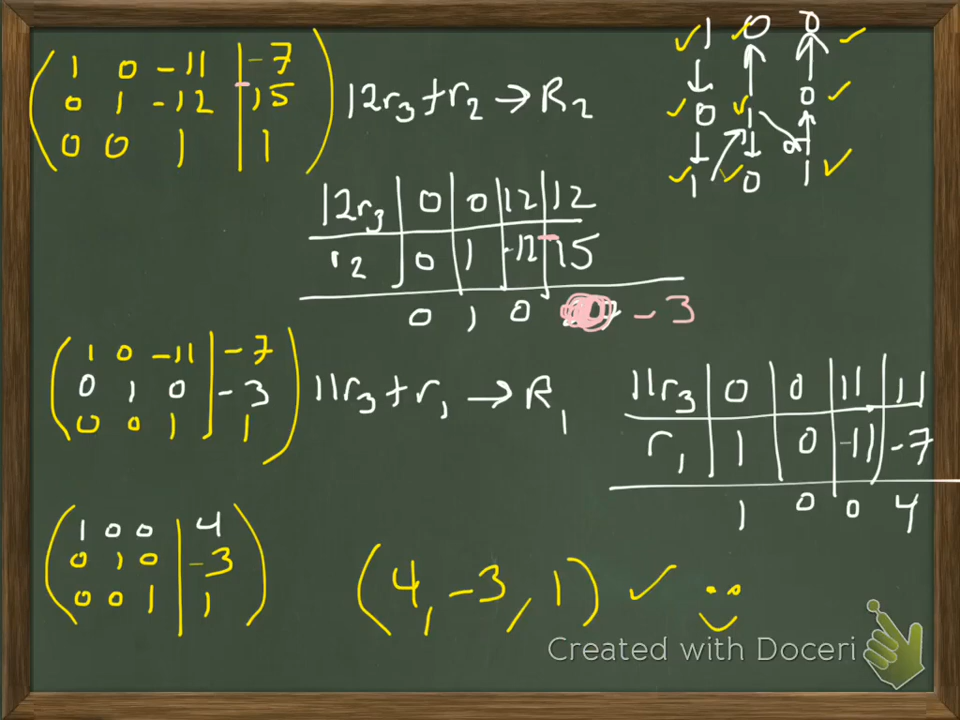 1 0 -11 | -7
0 1 -12 | -15
0 0 1 | 1
12r₃+r₂ → R₂
1 0 0
0 1 0
1 0 1
12r₃ | 0 | 0 | 12 | 12
r₂ | 0 | 1 | -12 | -15
0 1 0 -3
1 0 -11 | -7
0 1 0 | -3
0 0 1 | 1
11r₃+r₁ → R₁
11r₃ | 0 | 0 | 11 | 11
r₁ | 1 | 0 | -11 | -7
1 0 0 4
1 0 0 | 4
0 1 0 | -3
0 0 1 | 1
(4, -3, 1) ✓
Created with Doceri